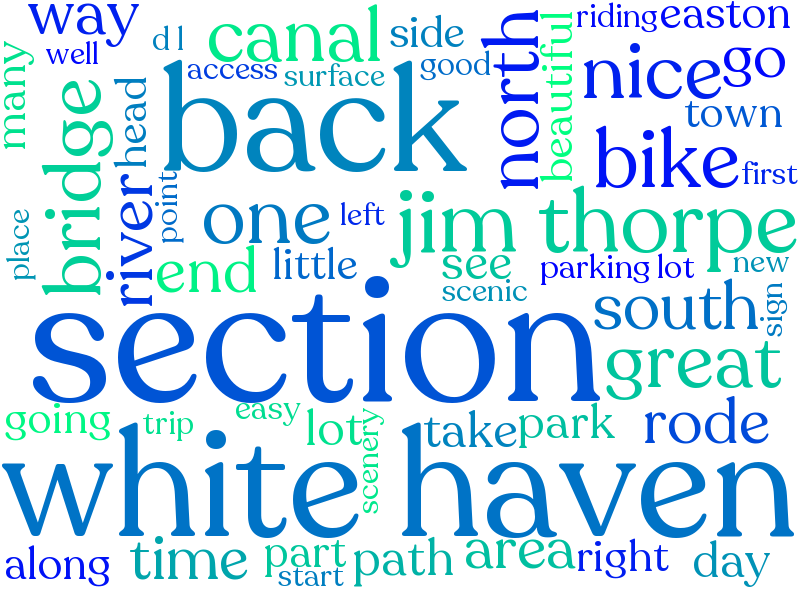 way
well
d l
canal
side
access
surface
good
riding
easton
many
bridge
head
river
point
back
north
beautiful
nice
go
town
bike
first
place
one
left
jim thorpe
end
little
see
scenic
parking lot
new
section
south
sign
great
going
trip
easy
lot
scenery
take
park
rode
white haven
along
time
part
start
path
area
right
day